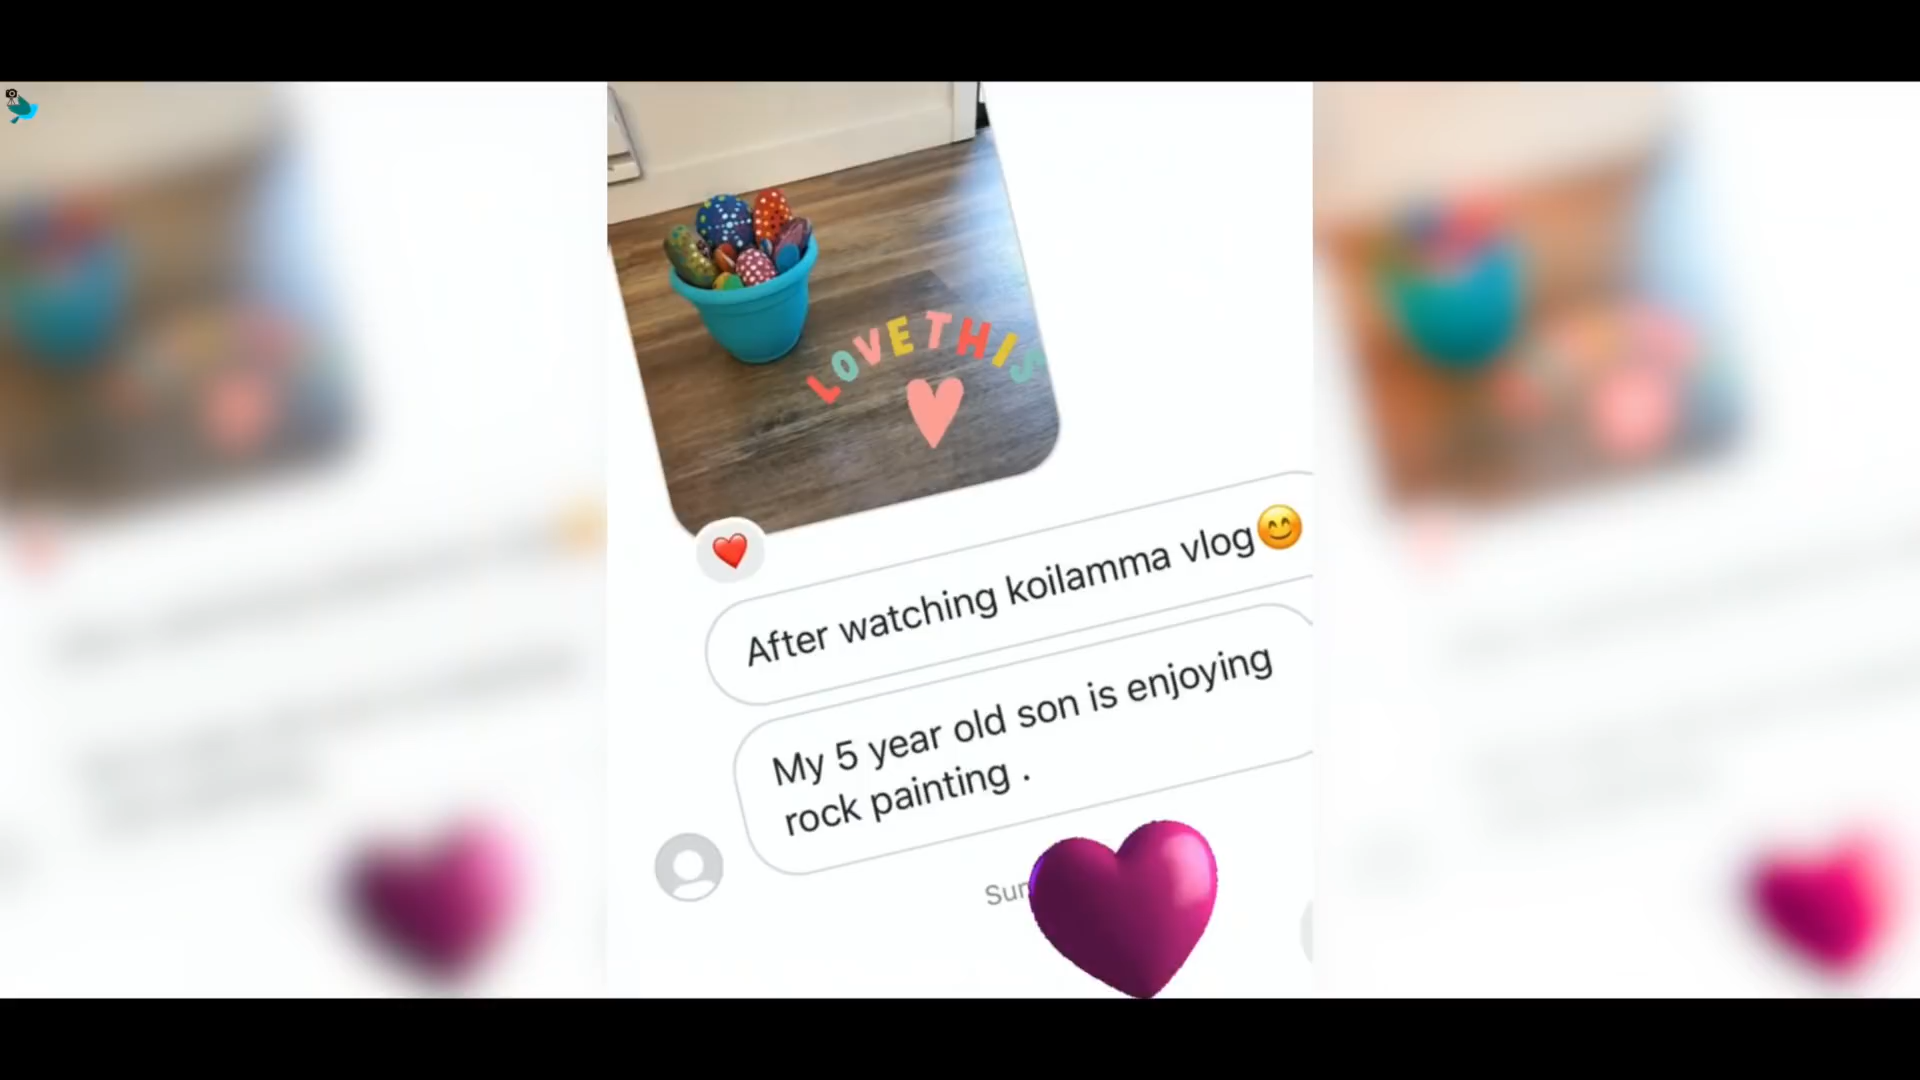 LOVE THIS
After watching koilamma vlog😊
My 5 year old son is enjoying
rock painting .